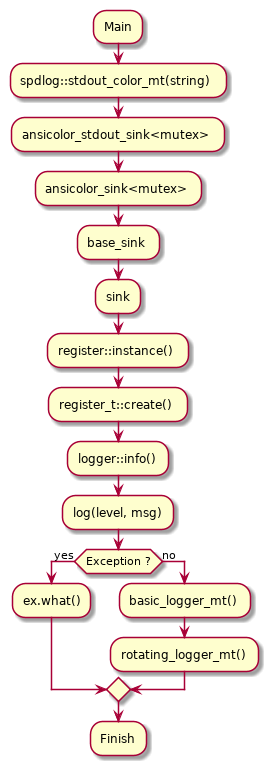 Main
spdlog::stdout_color_mt(string)
ansicolor_stdout_sink<mutex>
ansicolor_sink<mutex>
base_sink
sink
register::instance()
register_t::create()
logger::info()
log(level, msg)
Exception ?
yes
no
ex.what()
basic_logger_mt()
rotating_logger_mt()
Finish